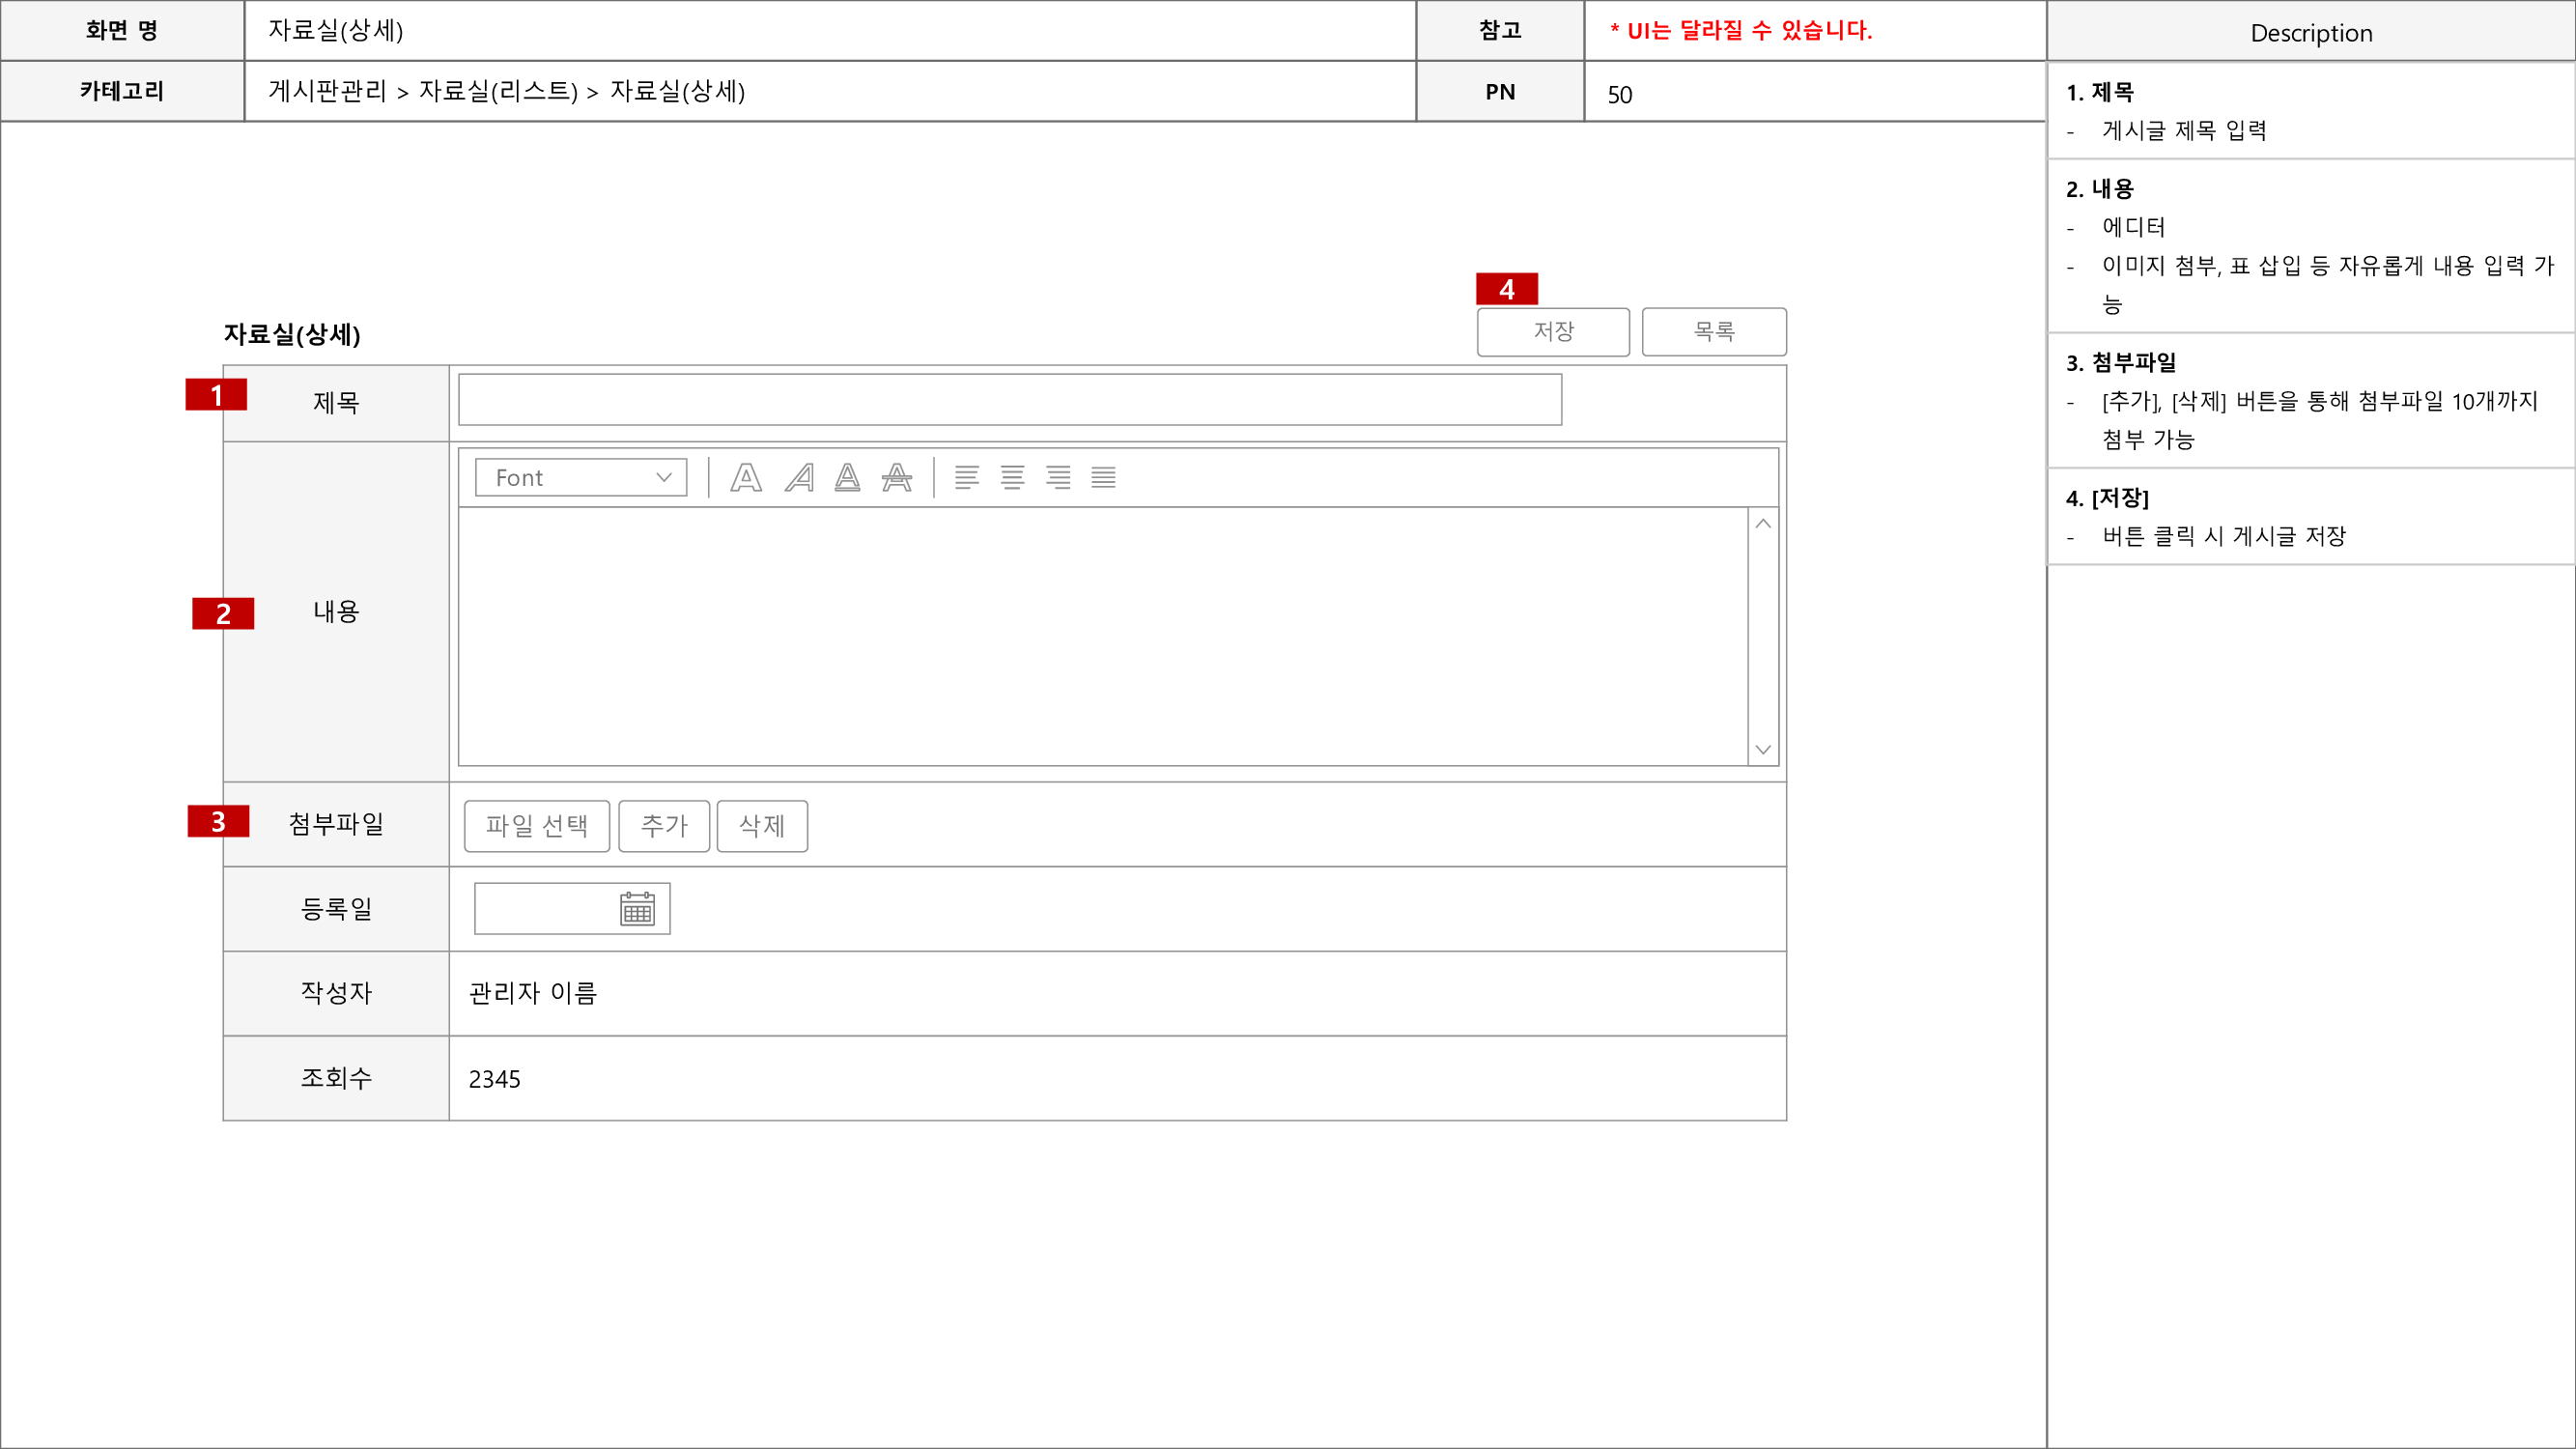 화면 명
자료실(상세)
참고
* UI는 달라질 수 있습니다.
Description
카테고리
게시판관리 > 자료실(리스트) > 자료실(상세)
PN
50
1. 제목
- 게시글 제목 입력
2. 내용
- 에디터
- 이미지 첨부, 표 삽입 등 자유롭게 내용 입력 가
능
3. 첨부파일
- [추가], [삭제] 버튼을 통해 첨부파일 10개까지
첨부 가능
4. [저장]
- 버튼 클릭 시 게시글 저장
4
자료실(상세)
저장
목록
1
제목
Font
A A A A
2
내용
3
첨부파일
파일 선택
추가
삭제
등록일
작성자
관리자 이름
조회수
2345